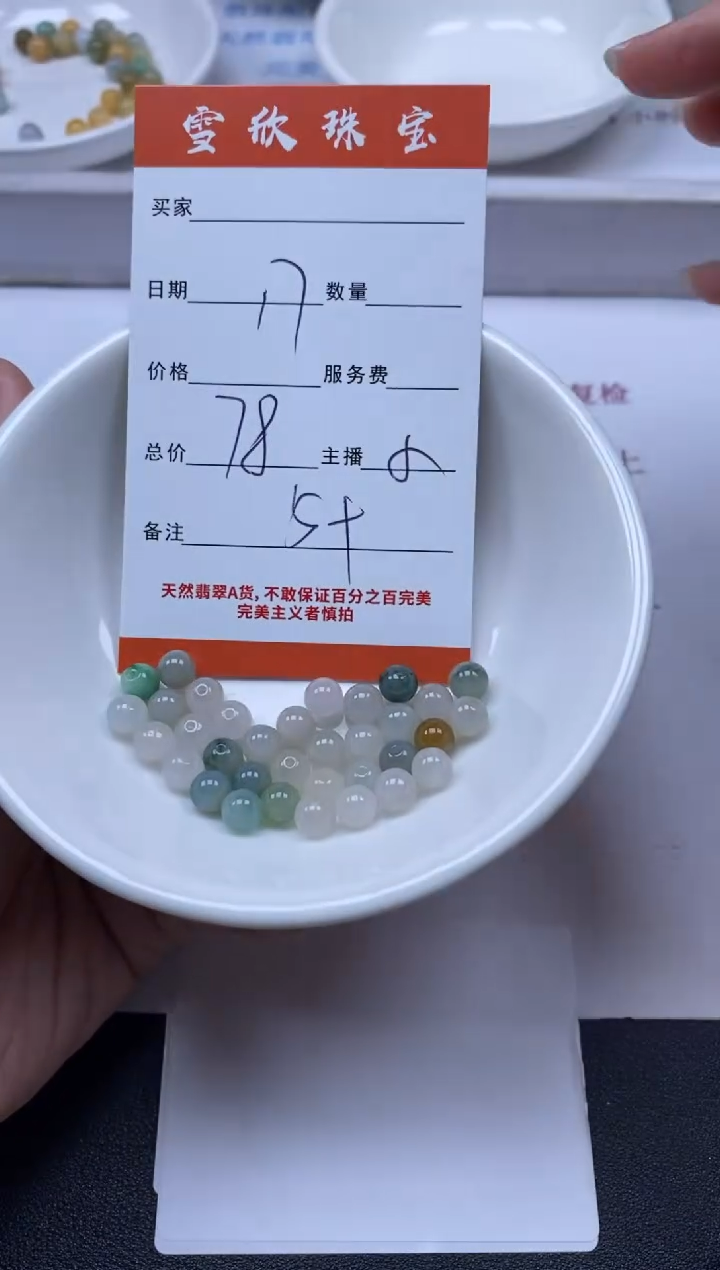 雪欣珠宝
买家
日期 17 数量
价格 服务费
总价 78 主播
备注 5+
天然翡翠A货,不敢保证百分之百完美
完美主义者慎拍
复检